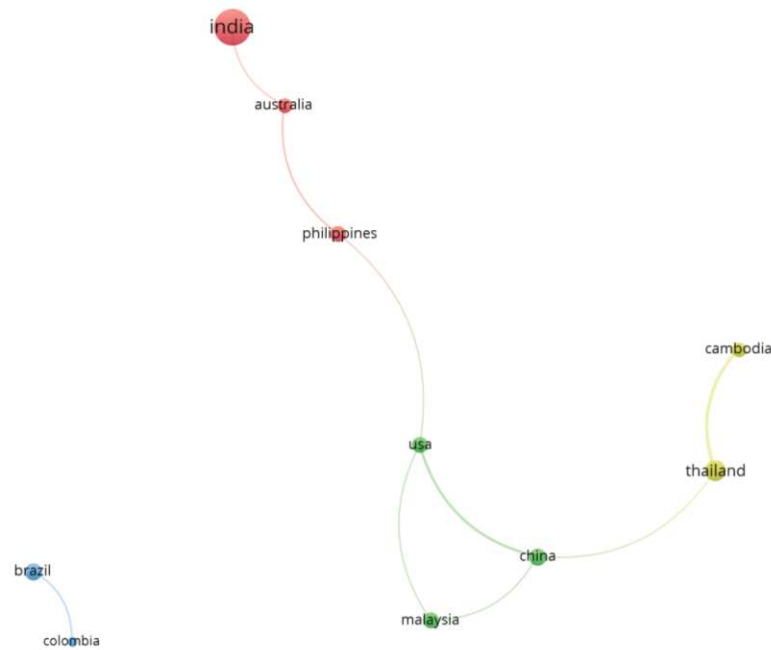 india
australia
philippines
cambodia
usa
thailand
china
brazil
malaysia
colombia